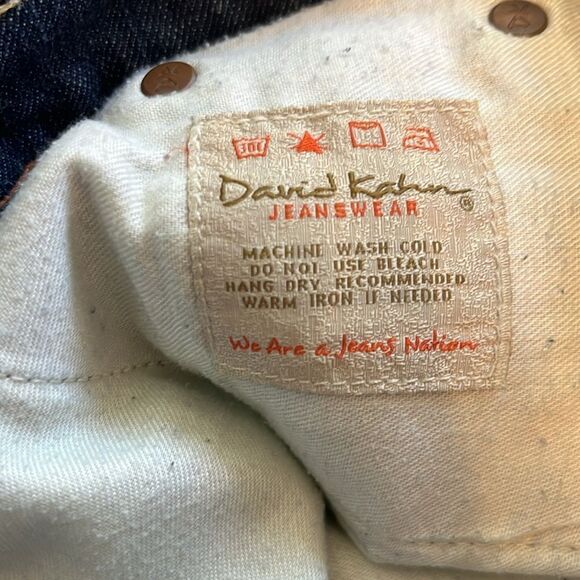 David Kahn®
JEANSWEAR
MACHINE WASH COLD
DO NOT USE BLEACH
HANG DRY RECOMMENDED
WARM IRON IF NEEDED
We Are a Jeans Nation